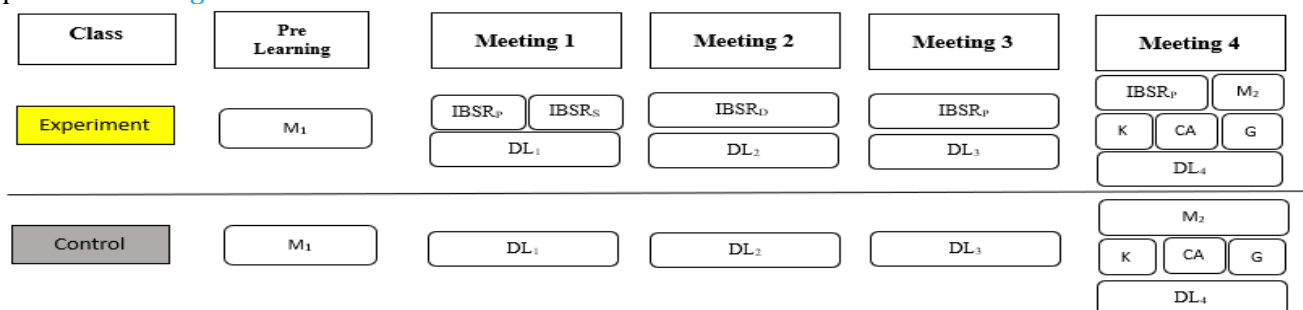 Class Pre Learning Meeting 1 Meeting 2 Meeting 3 Meeting 4
Experiment M₁ IBSRP IBSRS IBSRD IBSRP IBSRP M₂
DL₁ DL₂ DL₃ K CA G
DL₄
Control M₁ DL₁ DL₂ DL₃ M₂
K CA G
DL₄